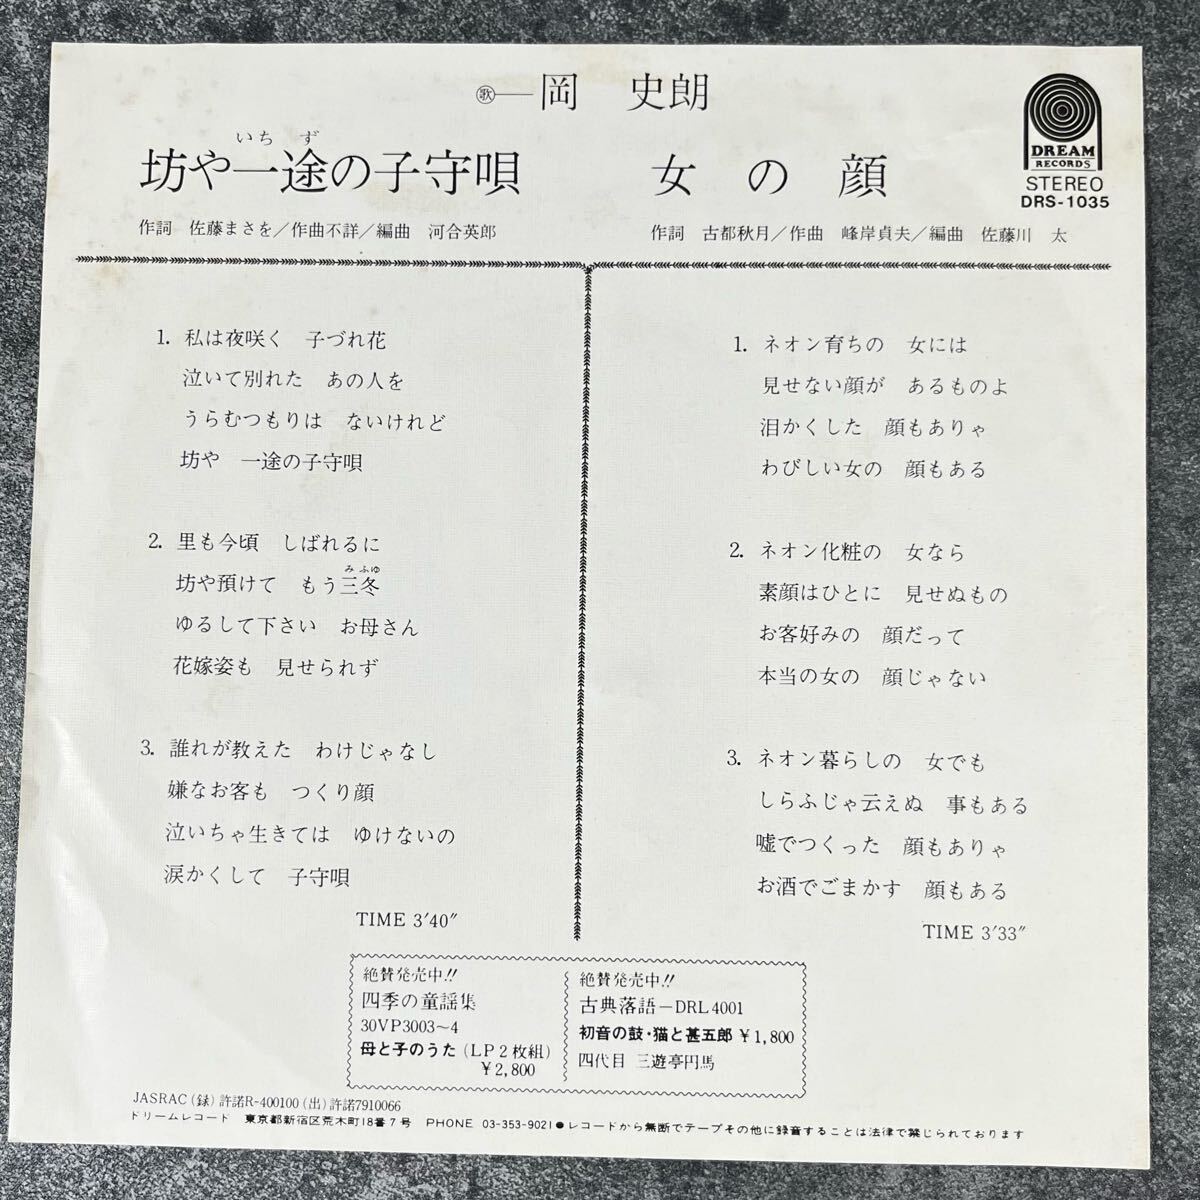 ㋕―岡　史朗
DREAM
RECORDS
STEREO
DRS-1035
いちず
坊や一途の子守唄
作詞　佐藤まさを／作曲不詳／編曲　河合英郎
1. 私は夜咲く　子づれ花
泣いて別れた　あの人を
うらむつもりは　ないけれど
坊や　一途の子守唄
2. 里も今頃　しばれるに
みふゆ
坊や預けて　もう三冬
ゆるして下さい　お母さん
花嫁姿も　見せられず
3. 誰れが教えた　わけじゃなし
嫌なお客も　つくり顔
泣いちゃ生きては　ゆけないの
涙かくして　子守唄
TIME 3′40″
女の顔
作詞　古都秋月／作曲　峰岸貞夫／編曲　佐藤川　太
1. ネオン育ちの　女には
見せない顔が　あるものよ
泪かくした　顔もありゃ
わびしい女の　顔もある
2. ネオン化粧の　女なら
素顔はひとに　見せぬもの
お客好みの　顔だって
本当の女の　顔じゃない
3. ネオン暮らしの　女でも
しらふじゃ云えぬ　事もある
嘘でつくった　顔もありゃ
お酒でごまかす　顔もある
TIME 3′33″
絶賛発売中!!
四季の童謡集
30VP3003〜4
母と子のうた（LP2枚組）
￥2,800
絶賛発売中!!
古典落語－DRL4001
初音の鼓・猫と甚五郎 ￥1,800
四代目 三遊亭円馬
JASRAC（録）許諾R-400100（出）許諾7910066
ドリームレコード　東京都新宿区荒木町18番7号　PHONE　03-353-9021●レコードから無断でテープその他に録音することは法律で禁じられております